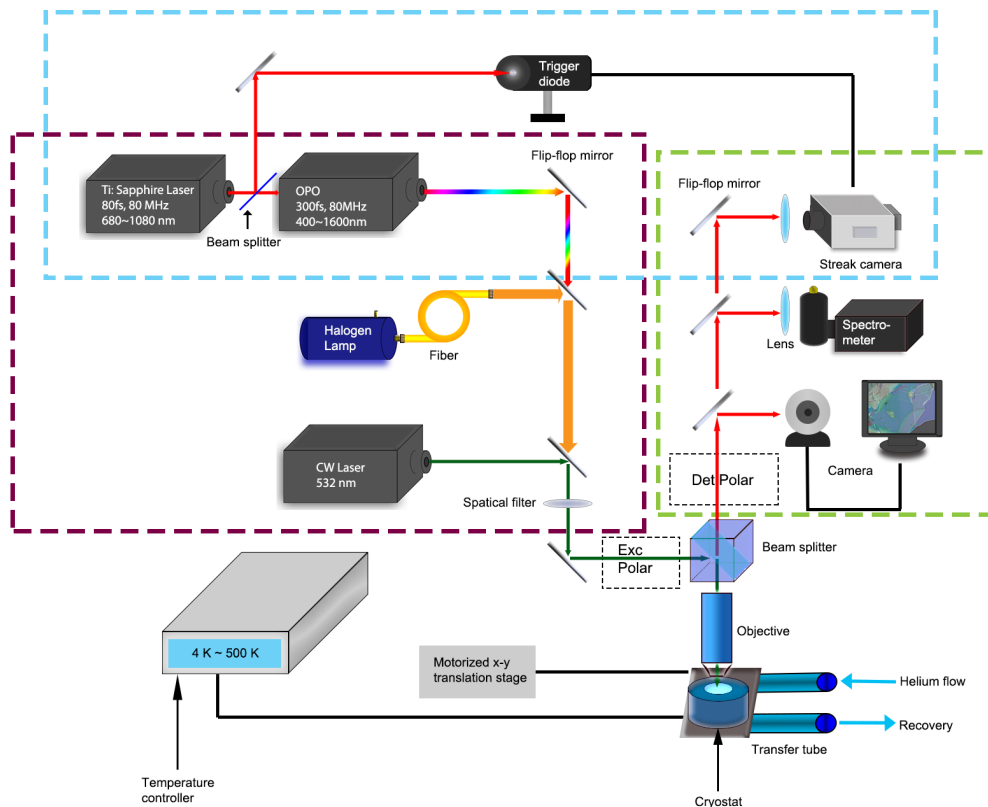 Trigger
diode
Flip-flop mirror
Ti: Sapphire Laser
80fs, 80 MHz
680~1080 nm
OPO
300fs, 80MHz
400~1600nm
Beam splitter
Flip-flop mirror
Streak camera
Halogen
Lamp
Fiber
Lens
Spectro-
meter
CW Laser
532 nm
Spatical filter
Det Polar
Camera
Exc
Polar
Beam splitter
4 K ~ 500 K
Objective
Motorized x-y
translation stage
Helium flow
Recovery
Transfer tube
Temperature
controller
Cryostat